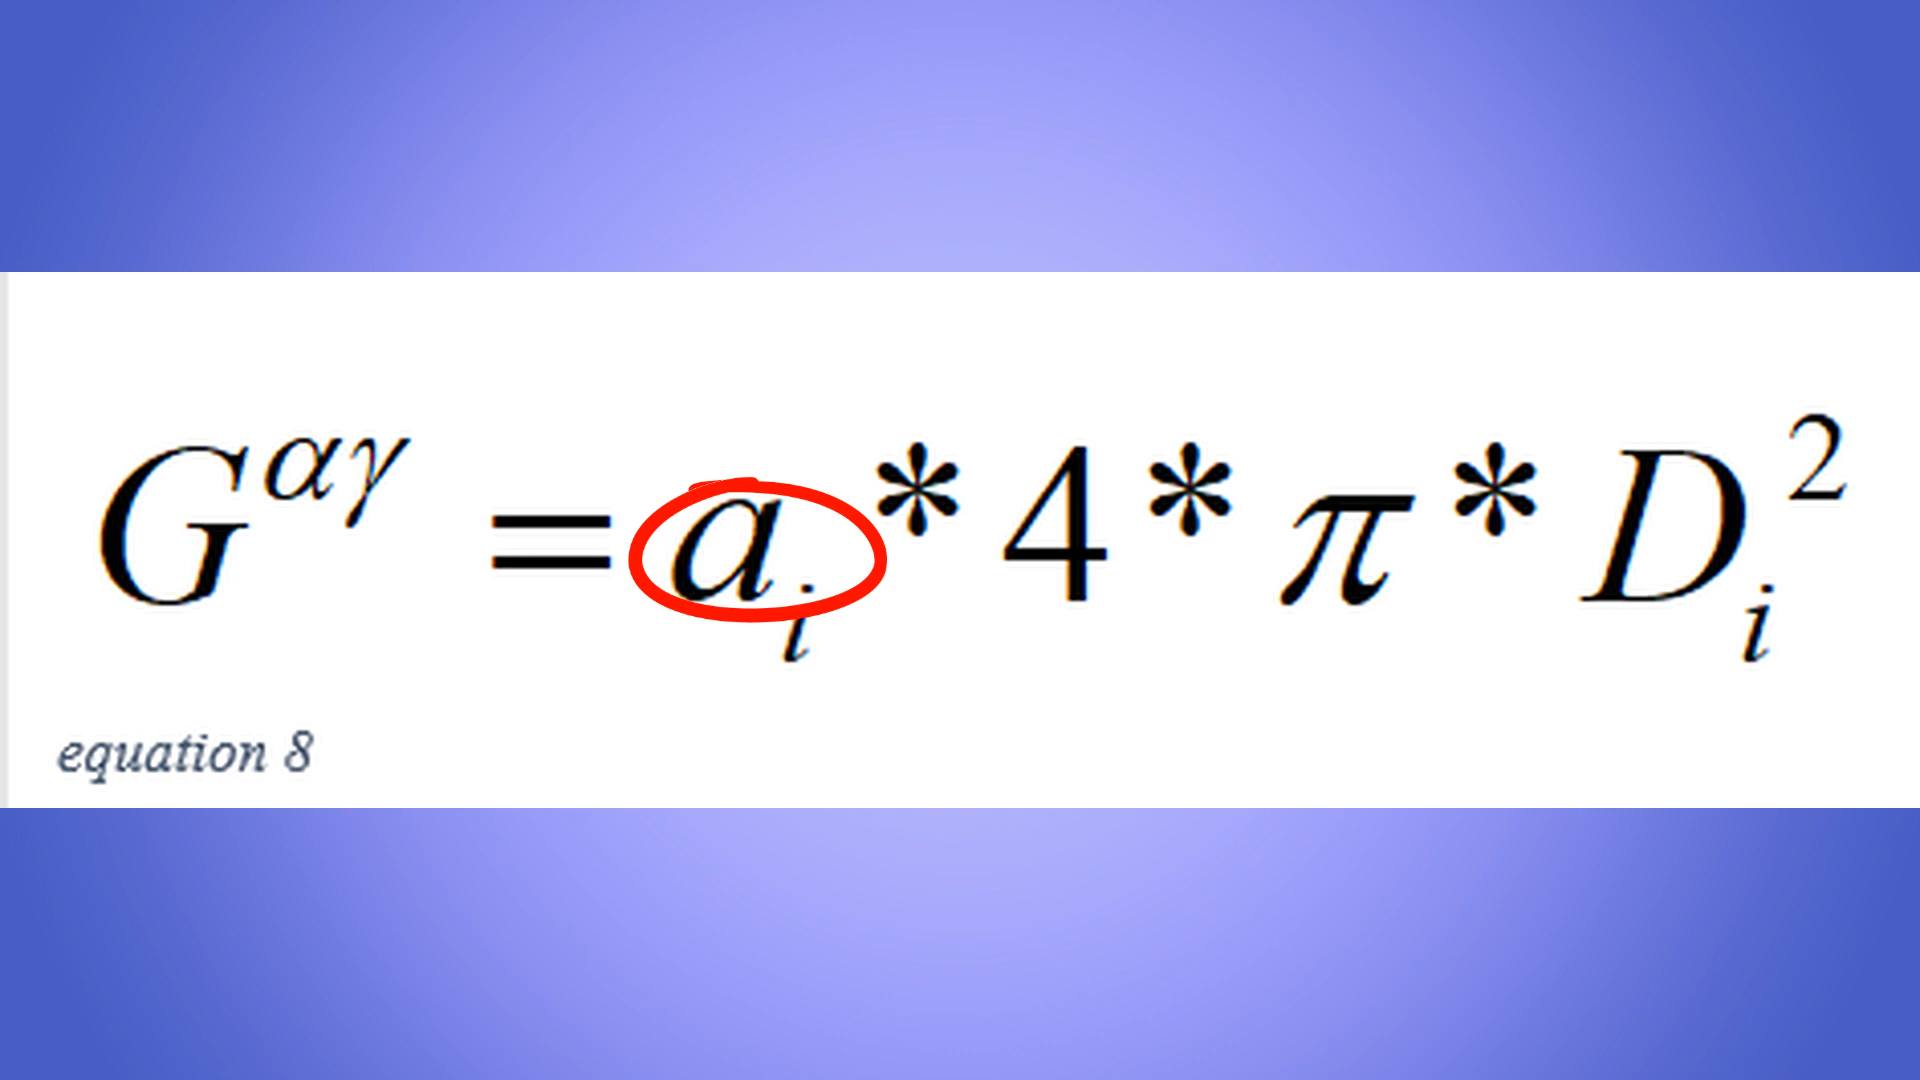 G^{αγ} = a_i * 4 * π * D_i^2
equation 8